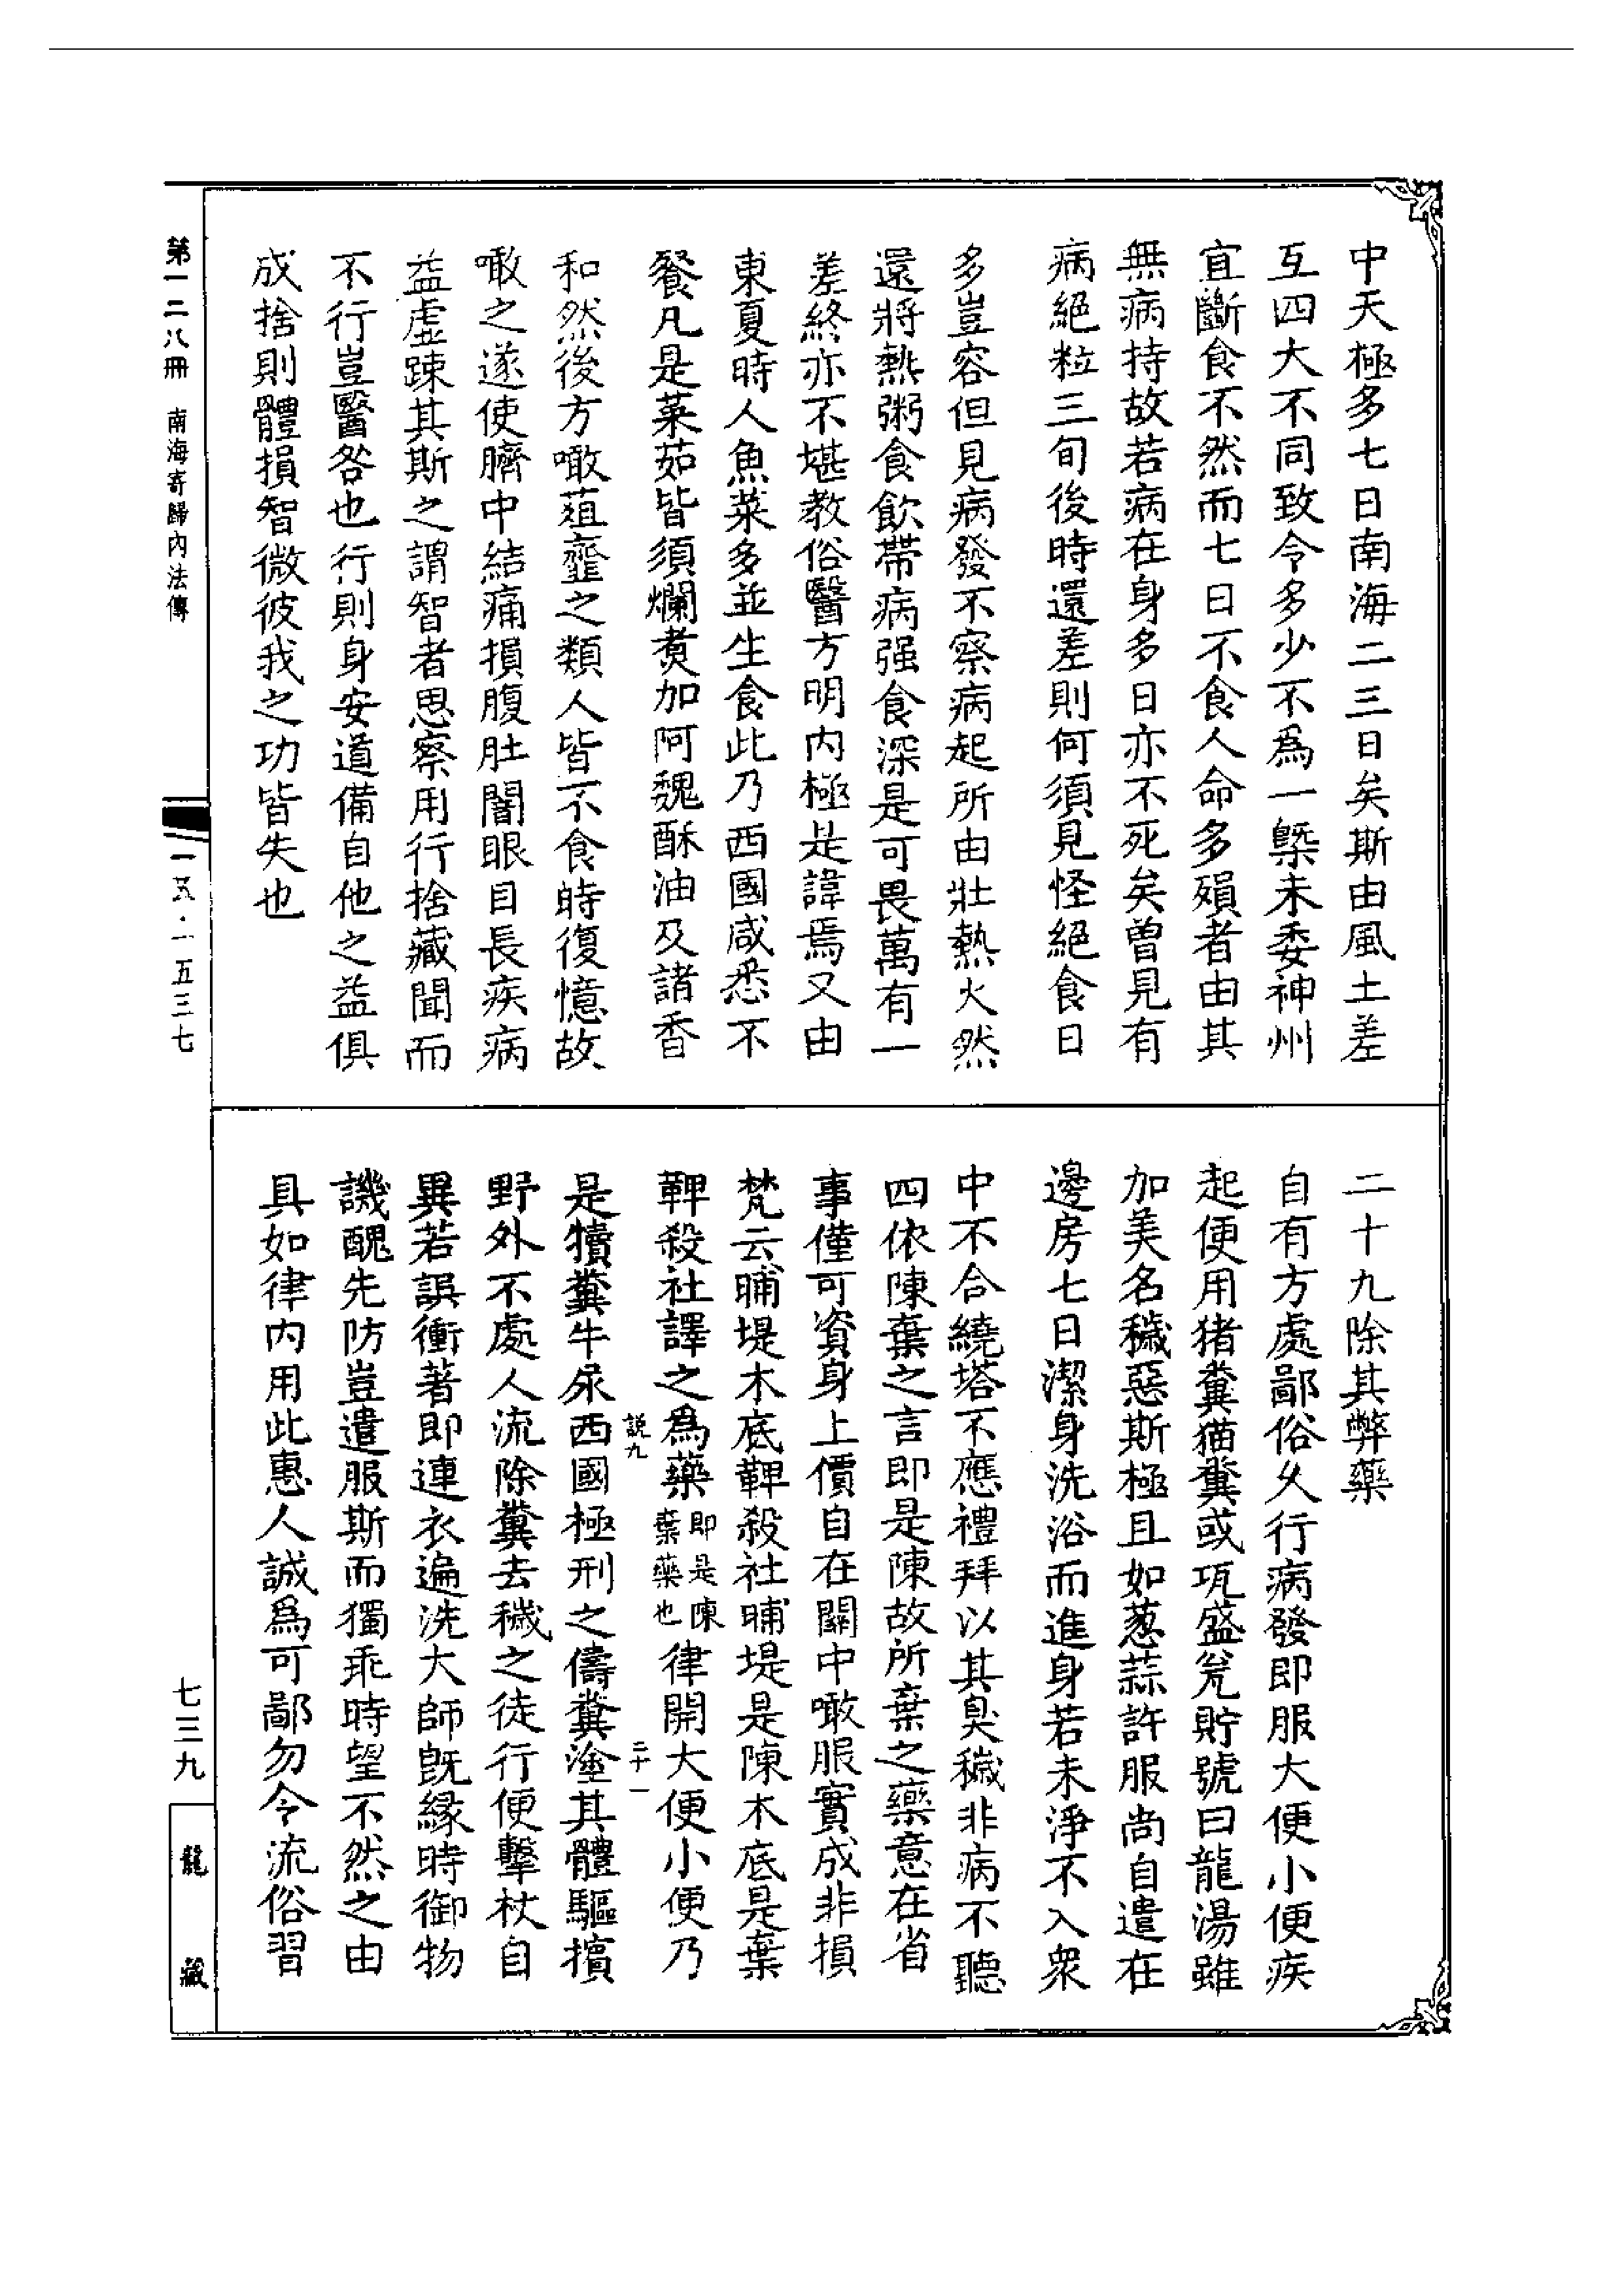 中天極多七日南海二三日矣斯由風土差
互四大不同致令多少不爲一槩未委神州
宜斷食不然而七日不食人命多殞者由其
無病持故若病在身多日亦不死矣曾見有
病絕粒三旬後時還差則何須見怪絕食日
多豈容但見病發不察病起所由壯熱火然
還將熱粥食飲帶病强食深是可畏萬有一
差終亦不堪教俗醫方明内極是諱焉又由
東夏時人魚菜多並生食此乃西國咸悉不
餐凡是菜茹皆須爛煮加阿魏酥油及諸香
和然後方噉葅虀之類人皆不食時復憶故
噉之遂使臍中結痛損腹肚闇眼目長疾病
益虛踈其斯之謂智者思察用行捨藏聞而
不行豈醫咎也行則身安道備自他之益俱
成捨則體損智微彼我之功皆失也
二十九除其弊藥
自有方處鄙俗久行病發即服大便小便疾
起便用猪糞猫糞或㼚盛瓮貯號曰龍湯雖
加美名穢惡斯極且如葱蒜許服尚自遣在
邊房七日潔身洗浴而進身若未淨不入衆
中不合繞塔不應禮拜以其臭穢非病不聽
四依陳棄之言即是陳故所棄之藥意在省
事僅可資身上價自在開中噉服實成非損
梵云晡堤木底鞞殺社晡堤是陳木底是棄
鞞殺社譯之爲藥即是陳棄藥也律開大便小便乃
説九
二十一
是犢糞牛尿西國極刑之儔糞塗其體驅擯
野外不處人流除糞去穢之徒行便擊杖自
異若誤衝著即連衣遍洗大師旣緣時御物
譏醜先防豈遣服斯而獨乖時望不然之由
具如律内用此惠人誠爲可鄙勿令流俗習
第一二八冊 南海寄歸內法傳
一五·一五三七
七三九
龍藏